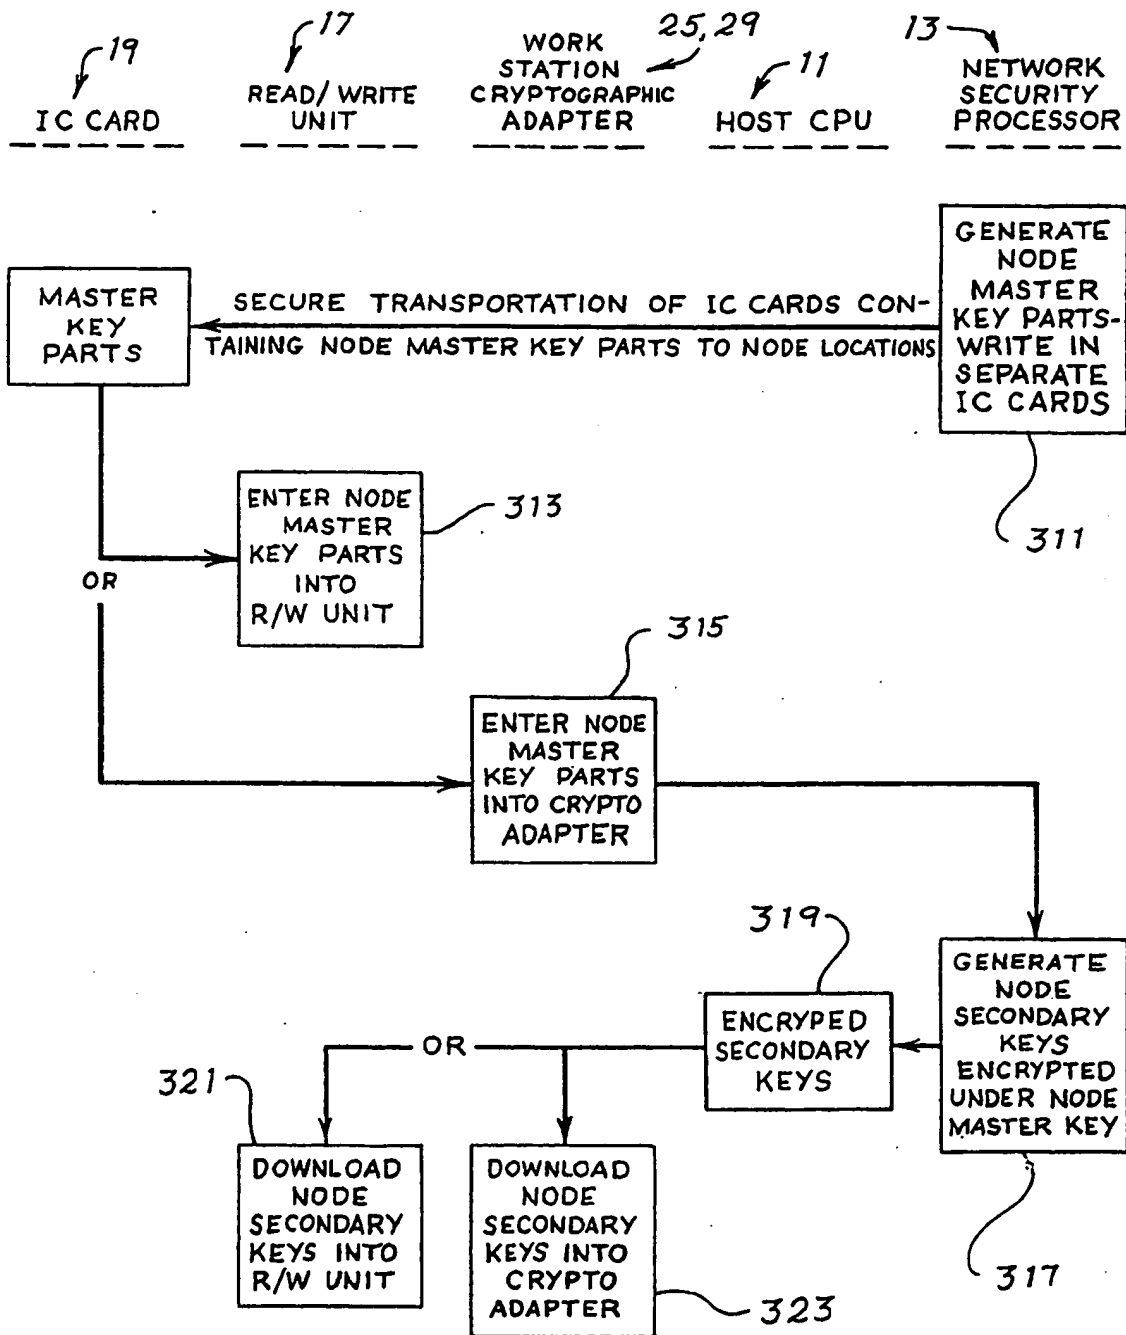 19
IC CARD
17
READ/WRITE
UNIT
25,29
WORK
STATION
CRYPTOGRAPHIC
ADAPTER
11
HOST CPU
13
NETWORK
SECURITY
PROCESSOR
GENERATE
NODE
MASTER
KEY PARTS-
WRITE IN
SEPARATE
IC CARDS
311
MASTER
KEY
PARTS
SECURE TRANSPORTATION OF IC CARDS CON-
TAINING NODE MASTER KEY PARTS TO NODE LOCATIONS
ENTER NODE
MASTER
KEY PARTS
INTO
R/W UNIT
313
OR
315
ENTER NODE
MASTER
KEY PARTS
INTO CRYPTO
ADAPTER
GENERATE
NODE
SECONDARY
KEYS
ENCRYPTED
UNDER NODE
MASTER KEY
317
319
ENCRYPED
SECONDARY
KEYS
OR
321
DOWNLOAD
NODE
SECONDARY
KEYS INTO
R/W UNIT
DOWNLOAD
NODE
SECONDARY
KEYS INTO
CRYPTO
ADAPTER
323